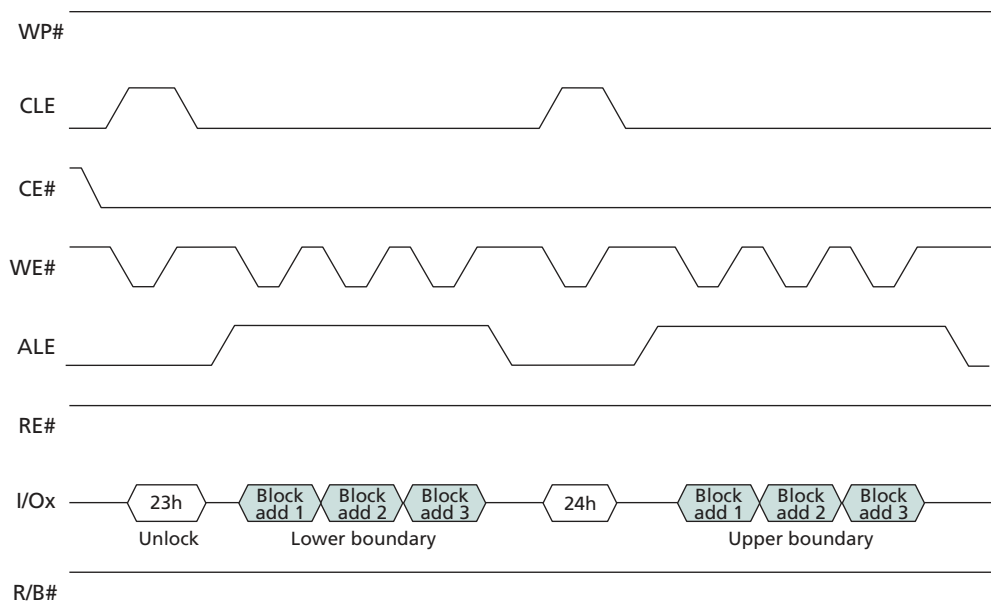 WP#
CLE
CE#
WE#
ALE
RE#
I/Ox
23h
Block add 1
Block add 2
Block add 3
24h
Block add 1
Block add 2
Block add 3
Unlock
Lower boundary
Upper boundary
R/B#